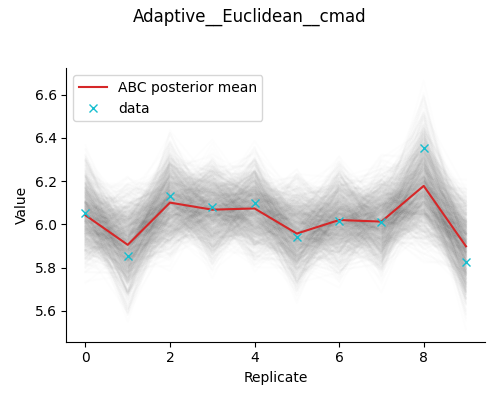 Adaptive__Euclidean__cmad
ABC posterior mean
data
Value
6.6
6.4
6.2
6.0
5.8
5.6
0 2 4 6 8
Replicate